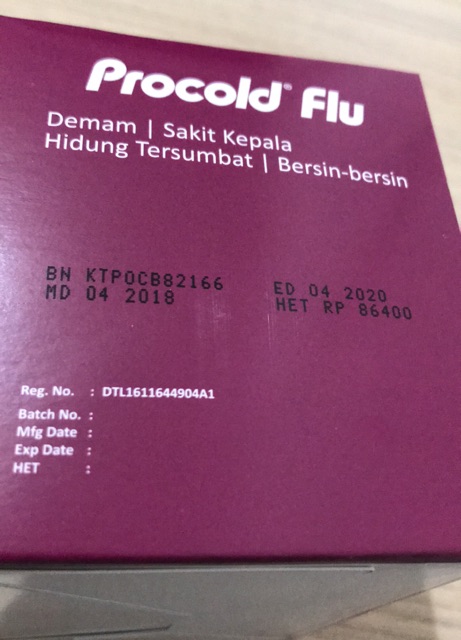 Procold® Flu
Demam | Sakit Kepala
Hidung Tersumbat | Bersin-bersin
BN KTPOCB82166
MD 04 2018
ED 04 2020
HET RP 86400
Reg. No. : DTL1611644904A1
Batch No. :
Mfg Date :
Exp Date :
HET :